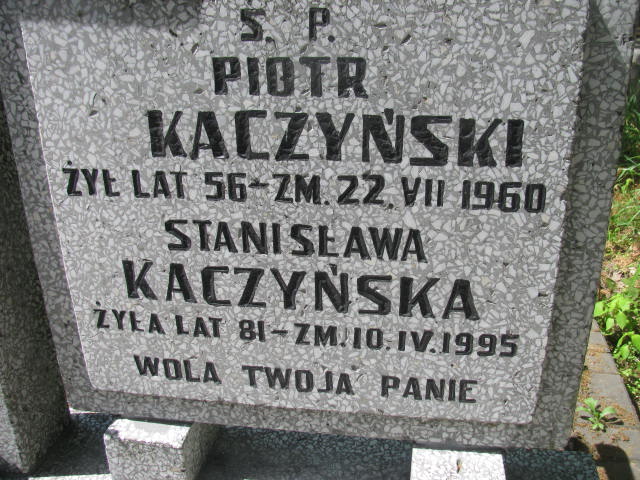 Ś. P.
PIOTR
KACZYŃSKI
ŻYŁ LAT 56-ZM. 22. VII 1960
STANISŁAWA
KACZYŃSKA
ŻYŁA LAT 81-ZM. 10. IV. 1995
WOLA TWOJA PANIE